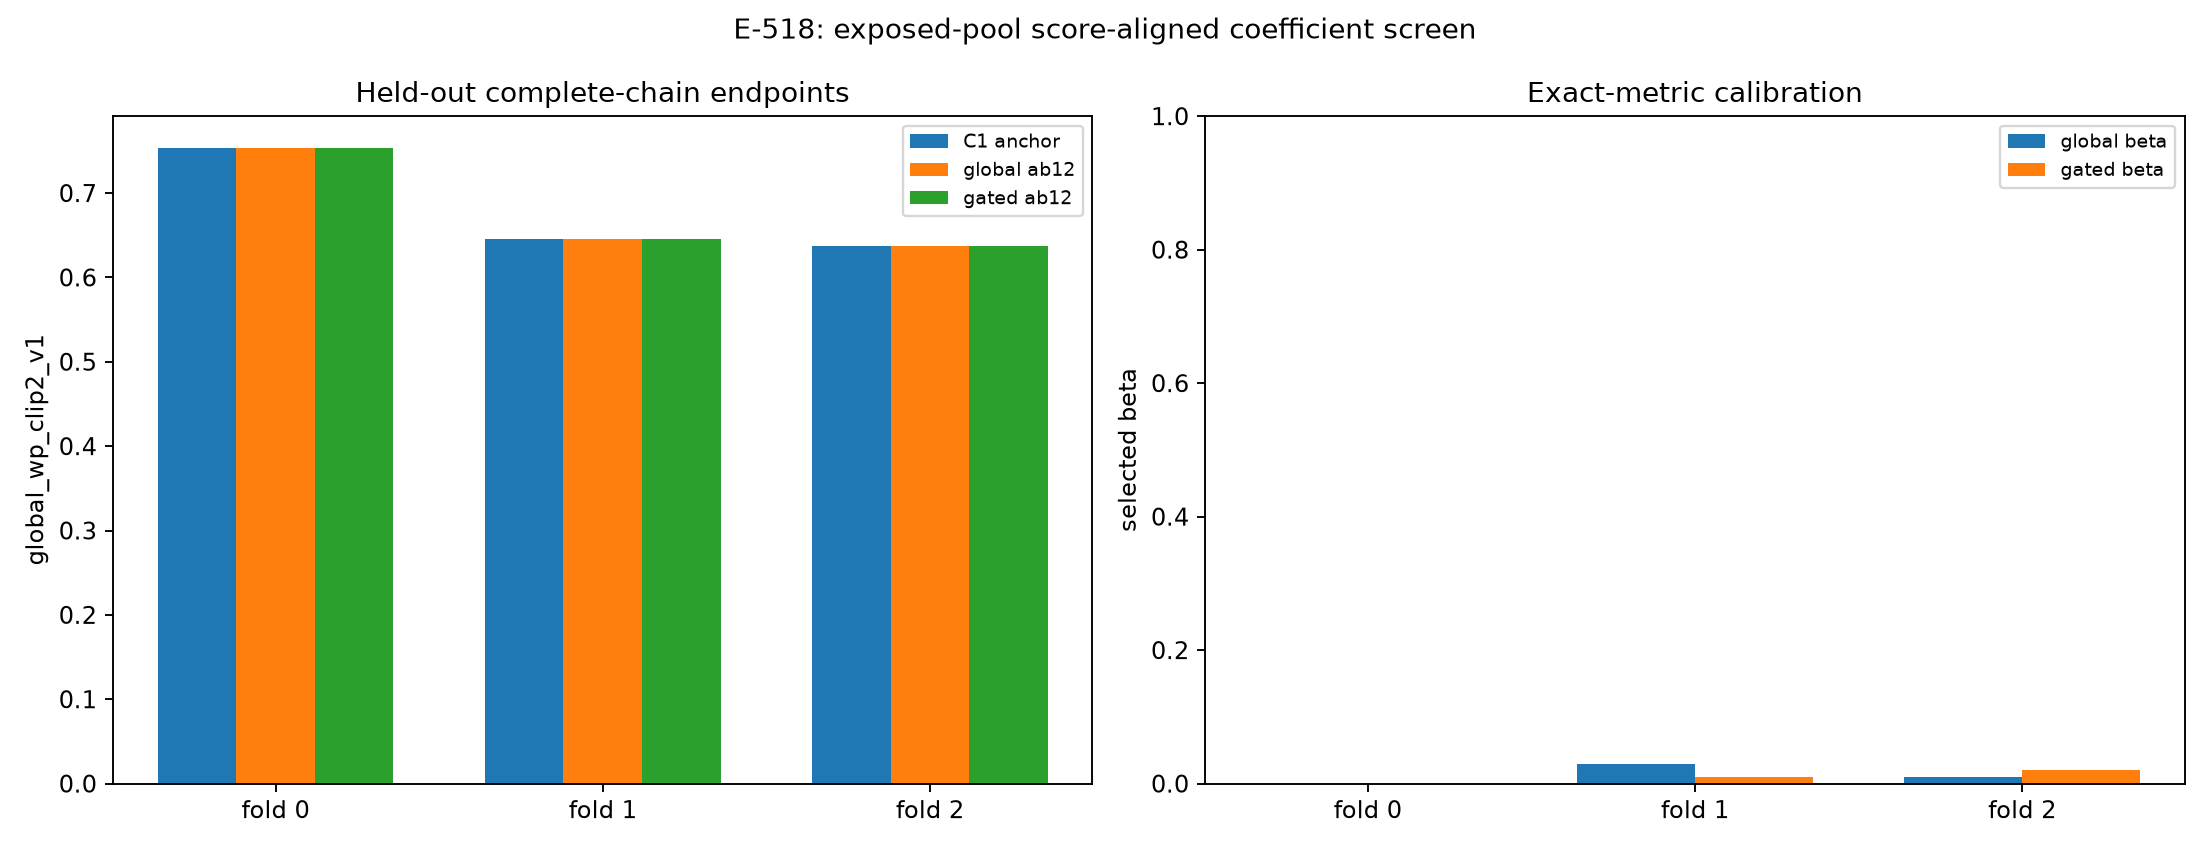 E-518: exposed-pool score-aligned coefficient screen
Held-out complete-chain endpoints
global_wp_clip2_v1
0.7
0.6
0.5
0.4
0.3
0.2
0.1
0.0
C1 anchor
global ab12
gated ab12
fold 0
fold 1
fold 2
Exact-metric calibration
selected beta
1.0
0.8
0.6
0.4
0.2
0.0
global beta
gated beta
fold 0
fold 1
fold 2